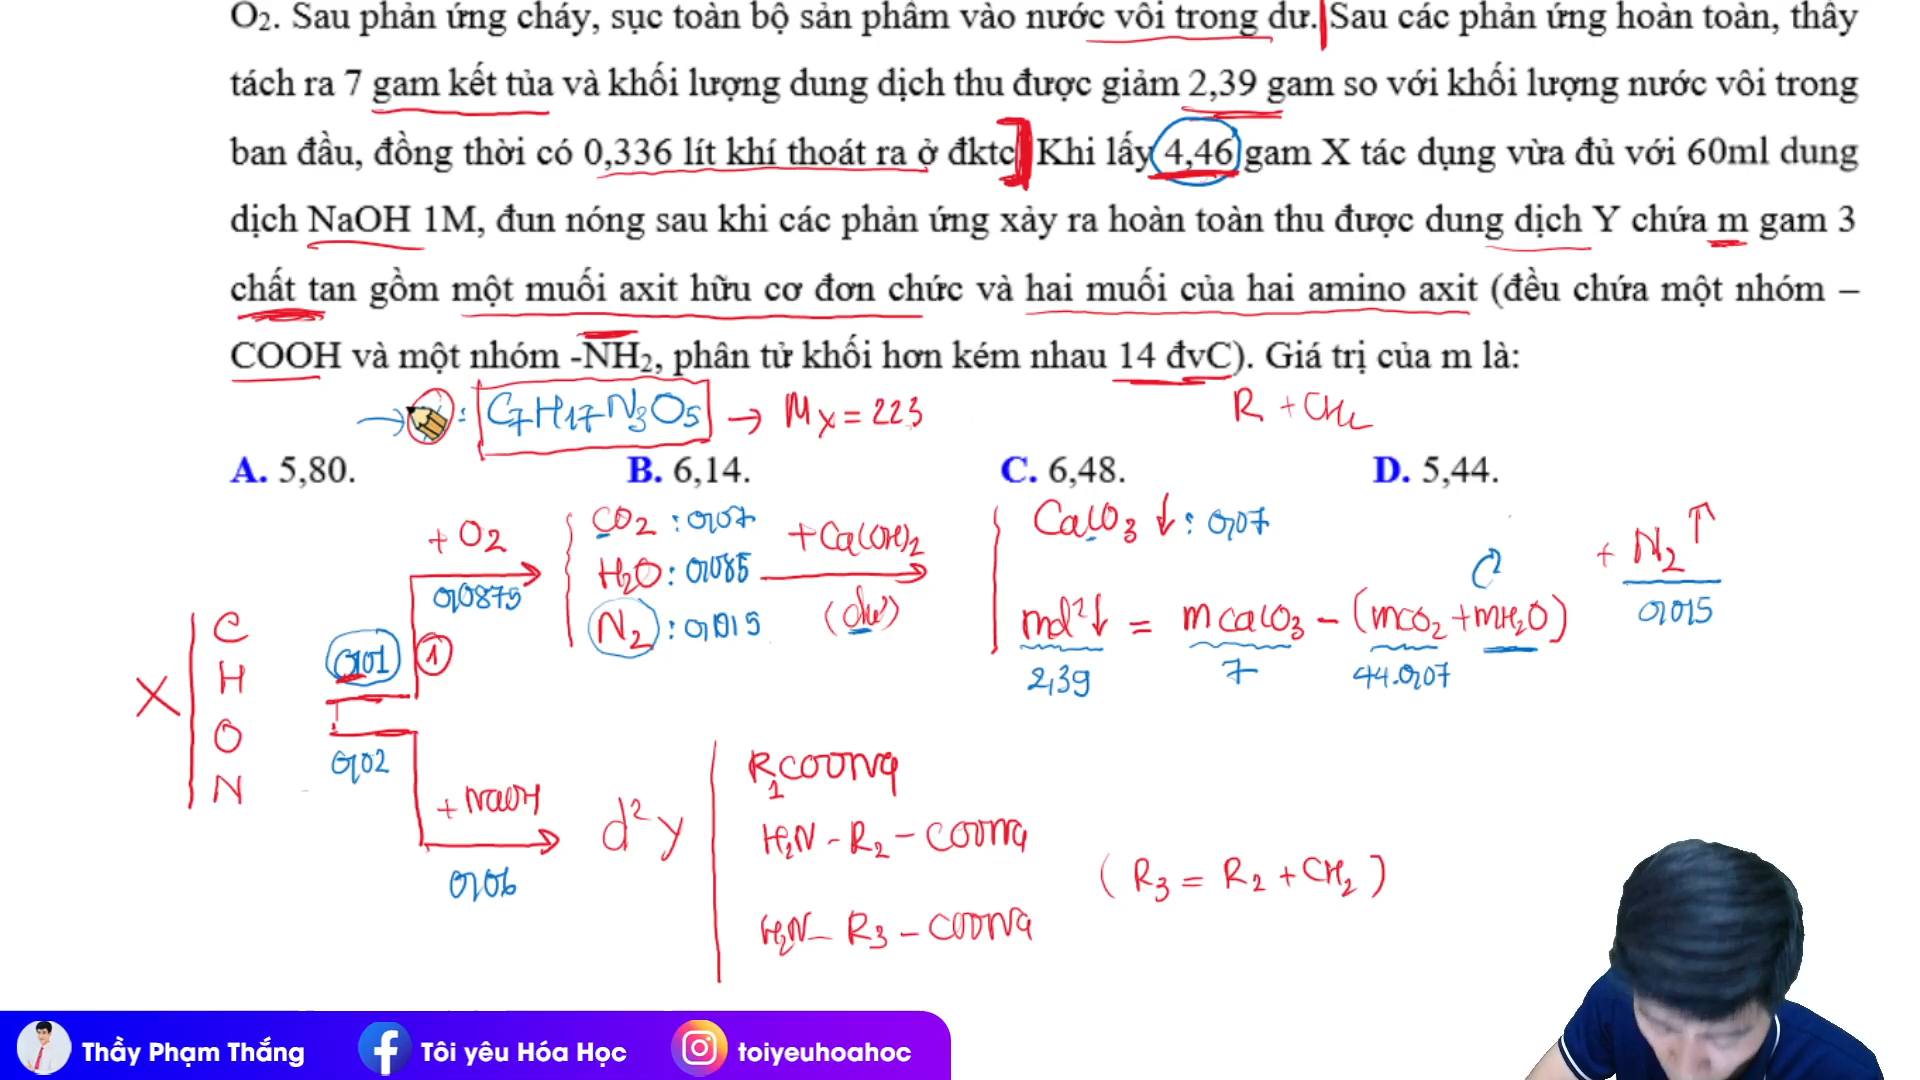 O₂. Sau phản ứng cháy, sục toàn bộ sản phẩm vào nước vôi trong dư. Sau các phản ứng hoàn toàn, thấy
tách ra 7 gam kết tủa và khối lượng dung dịch thu được giảm 2,39 gam so với khối lượng nước vôi trong
ban đầu, đồng thời có 0,336 lít khí thoát ra ở đktc. Khi lấy 4,46 gam X tác dụng vừa đủ với 60ml dung
dịch NaOH 1M, đun nóng sau khi các phản ứng xảy ra hoàn toàn thu được dung dịch Y chứa m gam 3
chất tan gồm một muối axit hữu cơ đơn chức và hai muối của hai amino axit (đều chứa một nhóm –
COOH và một nhóm -NH₂, phân tử khối hơn kém nhau 14 đvC). Giá trị của m là:
: C₇H₁₇N₃O₅ → Mₓ = 223
R + CH₂
A. 5,80. B. 6,14. C. 6,48. D. 5,44.
+ O₂
0,0875
CO₂ : 0,07
H₂O : 0,085
N₂ : 0,015
+ Ca(OH)₂
(dư)
CaCO₃ ↓ : 0,07
md²↓ = mCaCO₃ - (mCO₂ + mH₂O)
2,39 7 44.0,07
+ N₂ ↑
0,015
X
C
H
O
N
0,01
1
0,02
+ NaOH
0,06
d² Y
R₁COONa
H₂N - R₂ - COONa
H₂N - R₃ - COONa
( R₃ = R₂ + CH₂ )
Thầy Phạm Thắng Tôi yêu Hóa Học toiyeuhoahoc